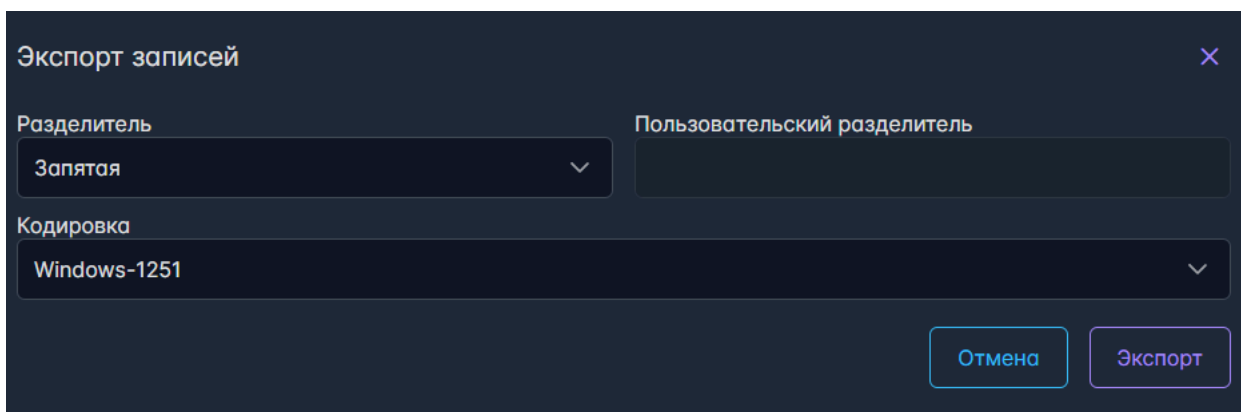 Экспорт записей
Разделитель
Пользовательский разделитель
Запятая
Кодировка
Windows-1251
Отмена
Экспорт